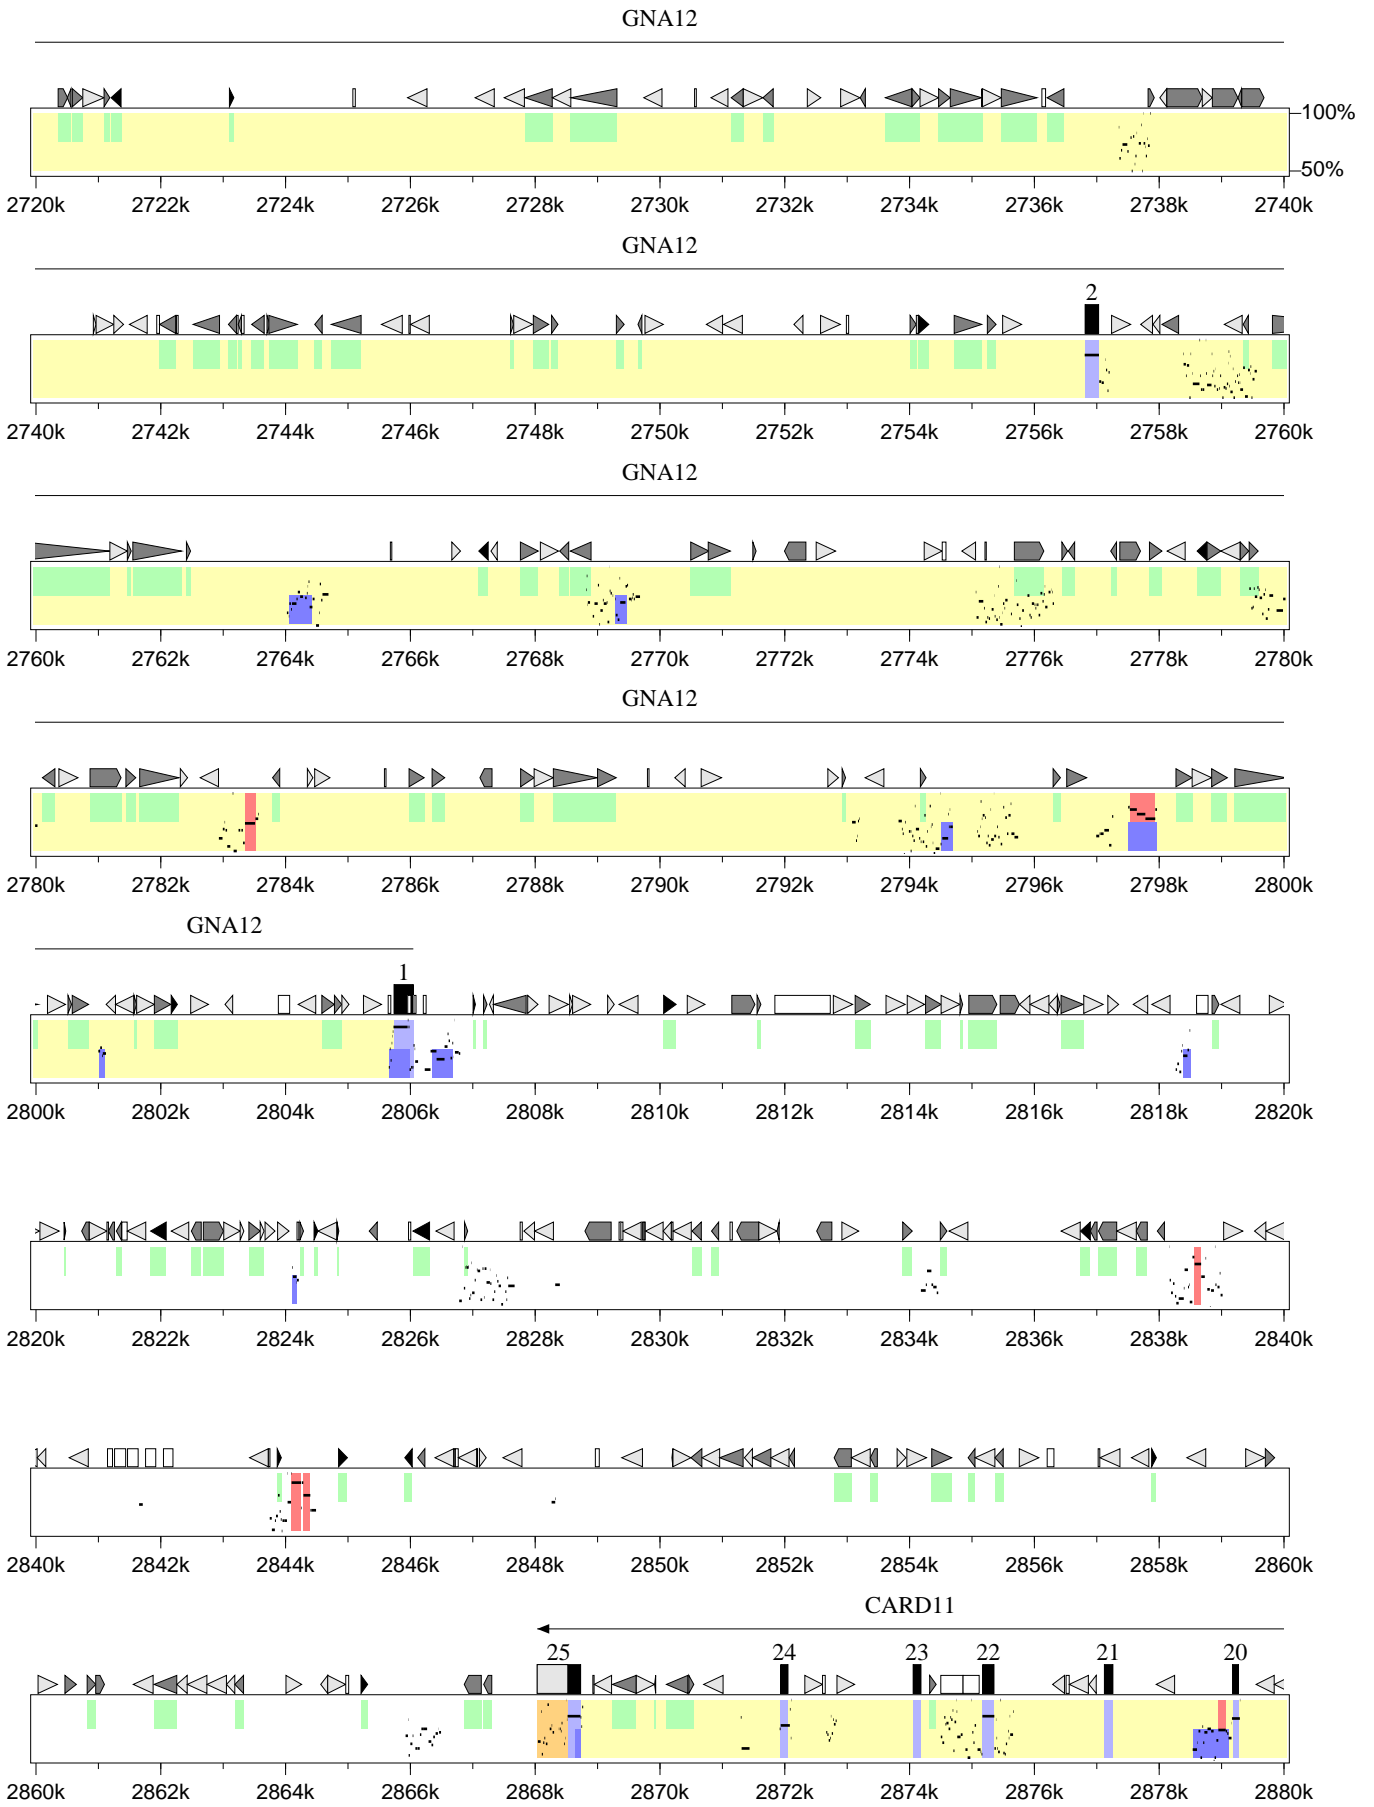 GNA12
100%
50%
2720k 2722k 2724k 2726k 2728k 2730k 2732k 2734k 2736k 2738k 2740k
GNA12
2
2740k 2742k 2744k 2746k 2748k 2750k 2752k 2754k 2756k 2758k 2760k
GNA12
2760k 2762k 2764k 2766k 2768k 2770k 2772k 2774k 2776k 2778k 2780k
GNA12
2780k 2782k 2784k 2786k 2788k 2790k 2792k 2794k 2796k 2798k 2800k
GNA12
1
2800k 2802k 2804k 2806k 2808k 2810k 2812k 2814k 2816k 2818k 2820k
2820k 2822k 2824k 2826k 2828k 2830k 2832k 2834k 2836k 2838k 2840k
2840k 2842k 2844k 2846k 2848k 2850k 2852k 2854k 2856k 2858k 2860k
CARD11
25 24 23 22 21 20
2860k 2862k 2864k 2866k 2868k 2870k 2872k 2874k 2876k 2878k 2880k